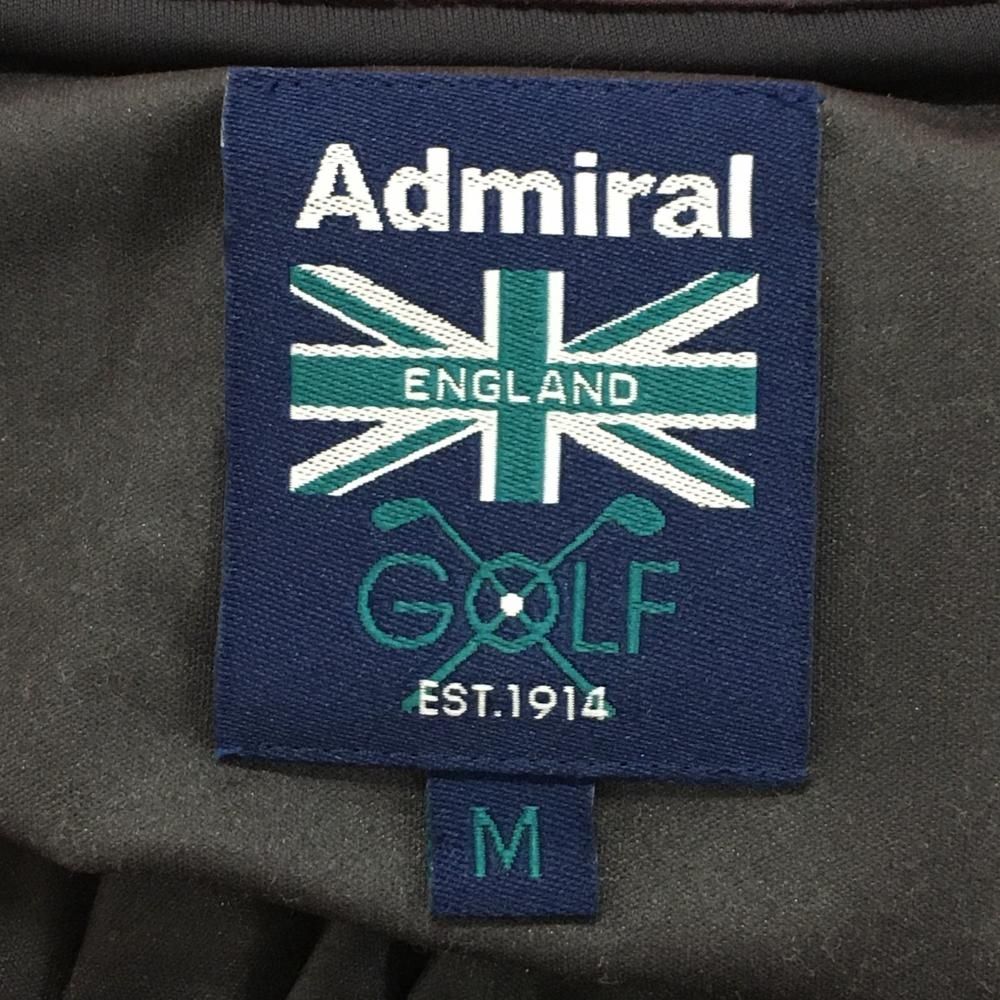 Admiral
ENGLAND
GOLF
EST.1914
M